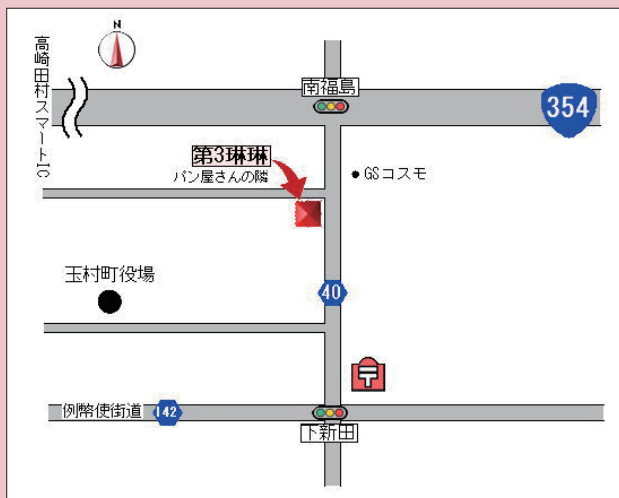 N
高崎田村スマートIC
南福島
354
第3琳琳
パン屋さんの隣
GSコスモ
玉村町役場
40
〒
例幣使街道
142
下新田